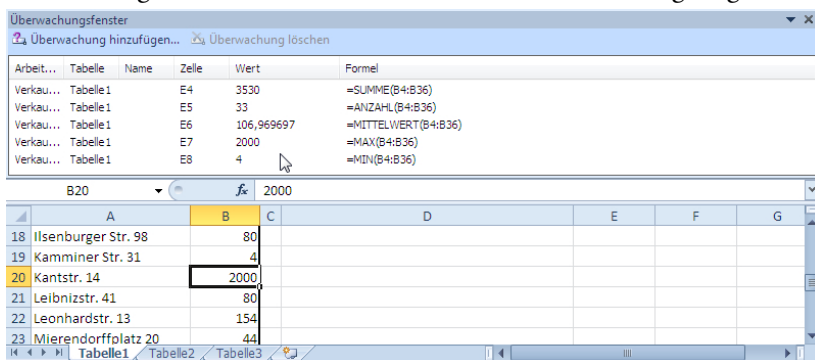 Überwachungsfenster
Überwachung hinzufügen... Überwachung löschen
Arbeit... Tabelle Name Zelle Wert Formel
Verkau... Tabelle1 E4 3530 =SUMME(B4:B36)
Verkau... Tabelle1 E5 33 =ANZAHL(B4:B36)
Verkau... Tabelle1 E6 106,969697 =MITTELWERT(B4:B36)
Verkau... Tabelle1 E7 2000 =MAX(B4:B36)
Verkau... Tabelle1 E8 4 =MIN(B4:B36)
B20 fx 2000
A B C D E F G
18 Ilsenburger Str. 98 80
19 Kamminer Str. 31 4
20 Kantstr. 14 2000
21 Leibnizstr. 41 80
22 Leonhardstr. 13 154
23 Mierendorffplatz 20 44
Tabelle1 Tabelle2 Tabelle3